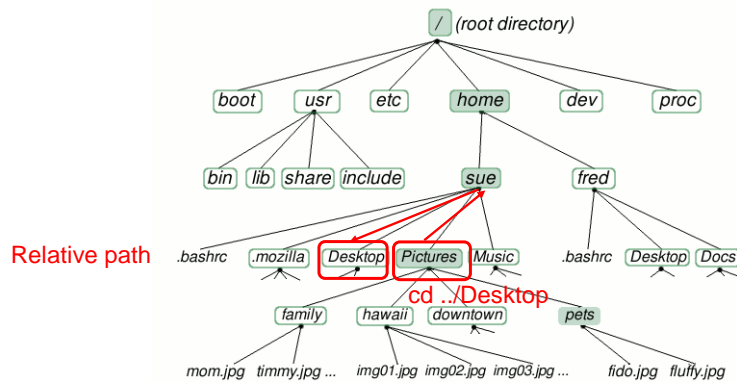 / (root directory)
boot usr etc home dev proc
bin lib share include sue fred
.bashrc .mozilla Desktop Pictures Music .bashrc Desktop Docs
Relative path
cd ../Desktop
family hawaii downtown pets
mom.jpg timmy.jpg ... img01.jpg img02.jpg img03.jpg ... fido.jpg fluffy.jpg